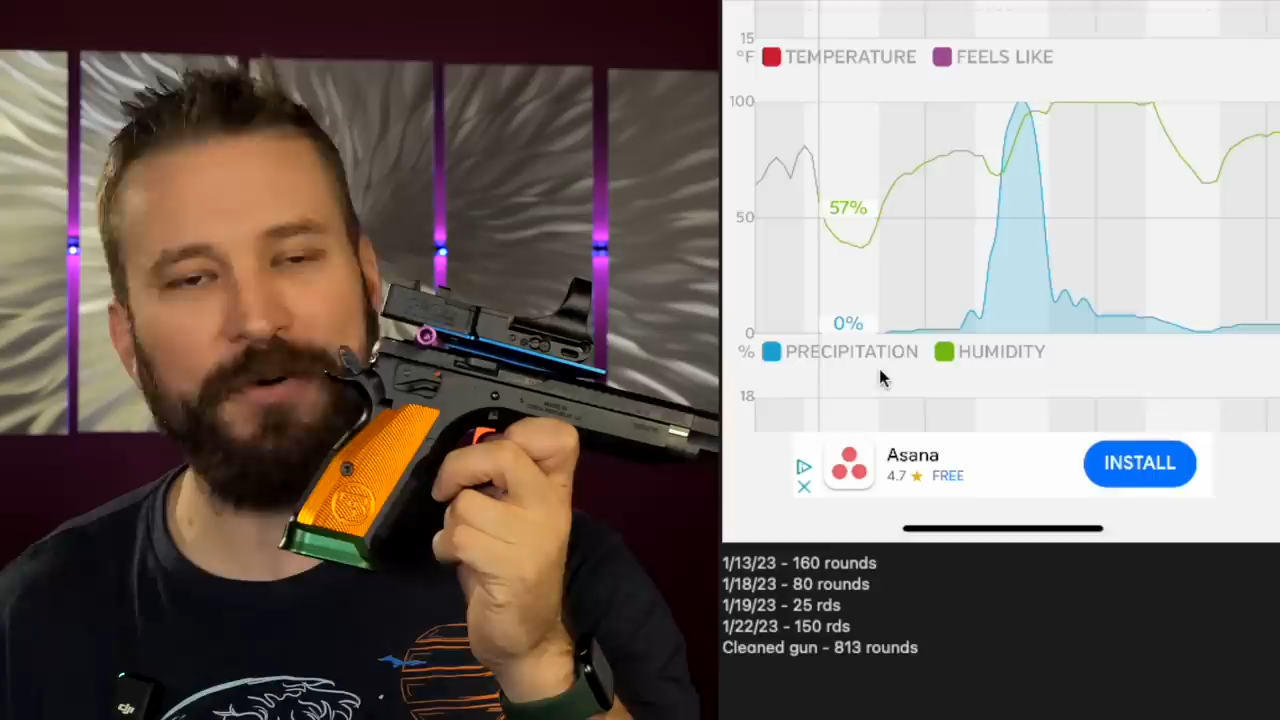 15
°F TEMPERATURE FEELS LIKE
100
57%
50
0%
0
% PRECIPITATION HUMIDITY
18
Asana
4.7 ★ FREE
INSTALL
1/13/23 - 160 rounds
1/18/23 - 80 rounds
1/19/23 - 25 rds
1/22/23 - 150 rds
Cleaned gun - 813 rounds
dji